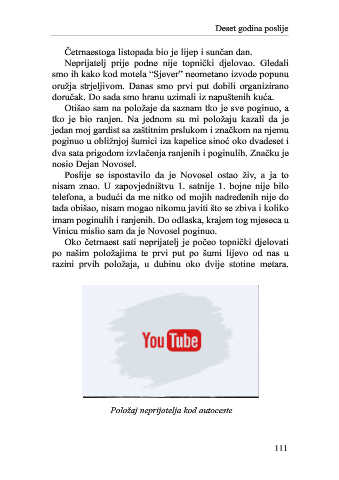 Deset godina poslije
Četrnaestoga listopada bio je lijep i sunčan dan.
Neprijatelj prije podne nije topnički djelovao. Gledali
smo ih kako kod motela “Sjever” neometano izvode popunu
oružja strjeljivom. Danas smo prvi put dobili organizirano
doručak. Do sada smo hranu uzimali iz napuštenih kuća.
Otišao sam na položaje da saznam tko je sve poginuo, a
tko je bio ranjen. Na jednom su mi položaju kazali da je
jedan moj gardist sa zaštitnim prslukom i značkom na njemu
poginuo u obližnjoj šumici iza kapelice sinoć oko dvadeset i
dva sata prigodom izvlačenja ranjenih i poginulih. Značku je
nosio Dejan Novosel.
Poslije se ispostavilo da je Novosel ostao živ, a ja to
nisam znao. U zapovjedništvu 1. satnije 1. bojne nije bilo
telefona, a budući da me nitko od mojih nadređenih nije do
tada obišao, nisam mogao nikomu javiti što se zbiva i koliko
imam poginulih i ranjenih. Do odlaska, krajem tog mjeseca u
Vinicu mislio sam da je Novosel poginuo.
Oko četrnaest sati neprijatelj je počeo topnički djelovati
po našim položajima te prvi put po šumi lijevo od nas u
razini prvih položaja, u dubinu oko dvije stotine metara.
YouTube
Položaj neprijatelja kod autoceste
111